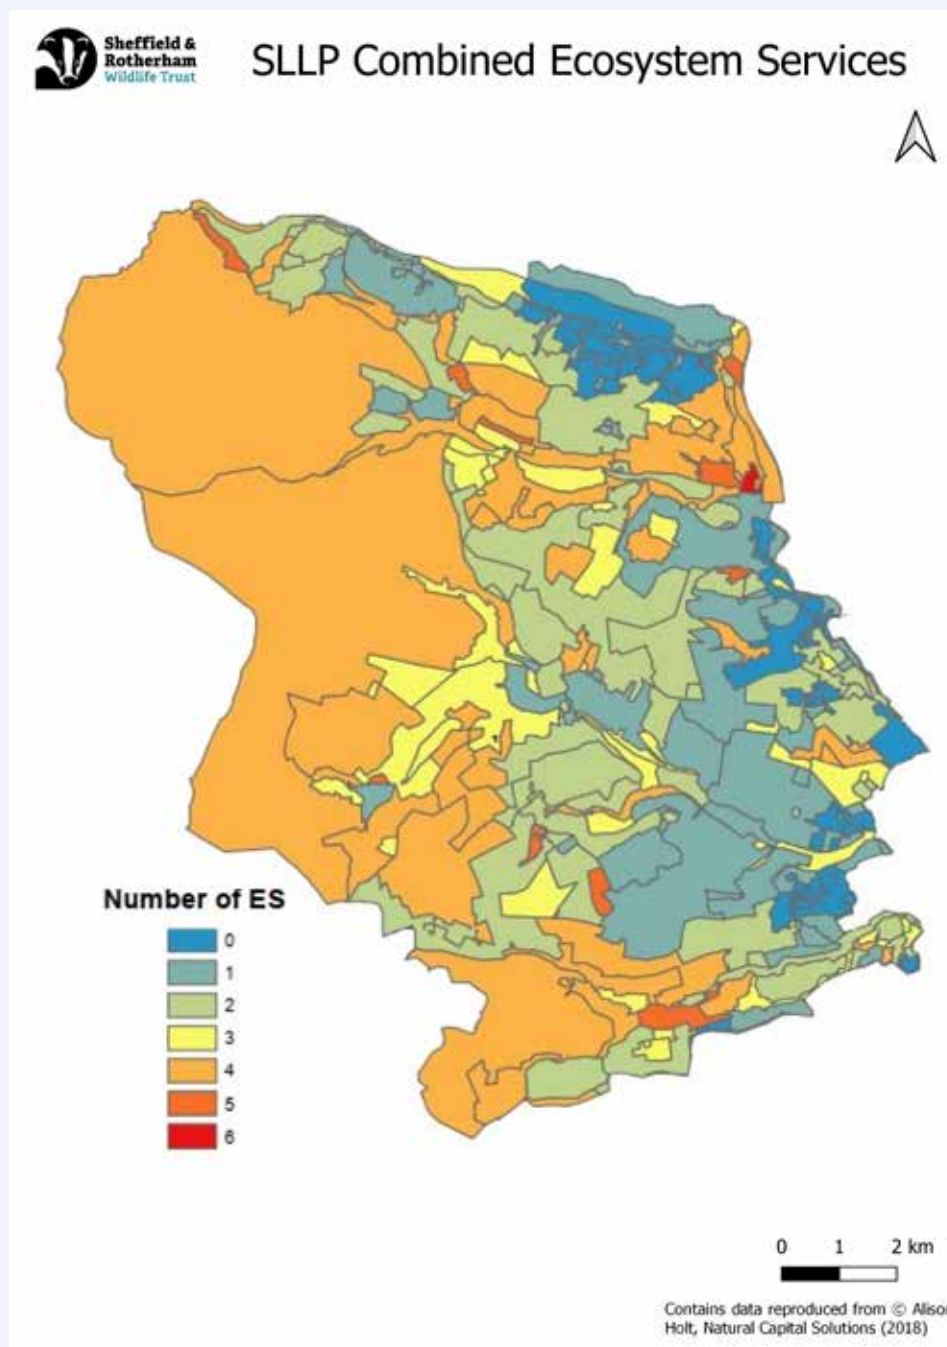 Sheffield &
Rotherham
Wildlife Trust
SLLP Combined Ecosystem Services
Number of ES
0
1
2
3
4
5
6
0 1 2 km
Contains data reproduced from © Aliso
Holt, Natural Capital Solutions (2018)